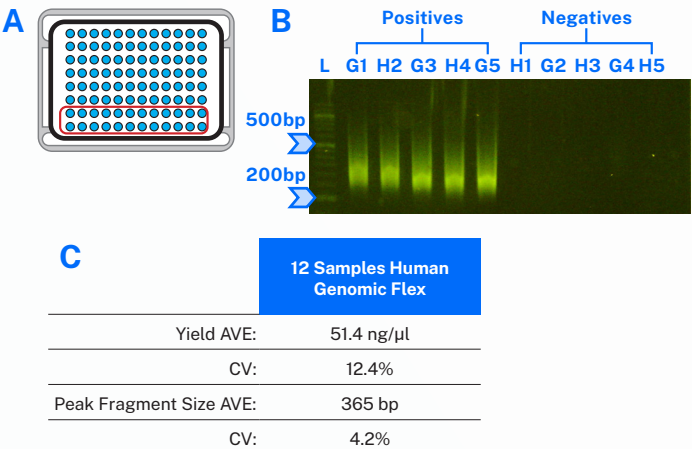 A
B
Positives Negatives
L G1 H2 G3 H4 G5 H1 G2 H3 G4 H5
500bp
200bp
C
12 Samples Human
Genomic Flex
Yield AVE: 51.4 ng/µl
CV: 12.4%
Peak Fragment Size AVE: 365 bp
CV: 4.2%